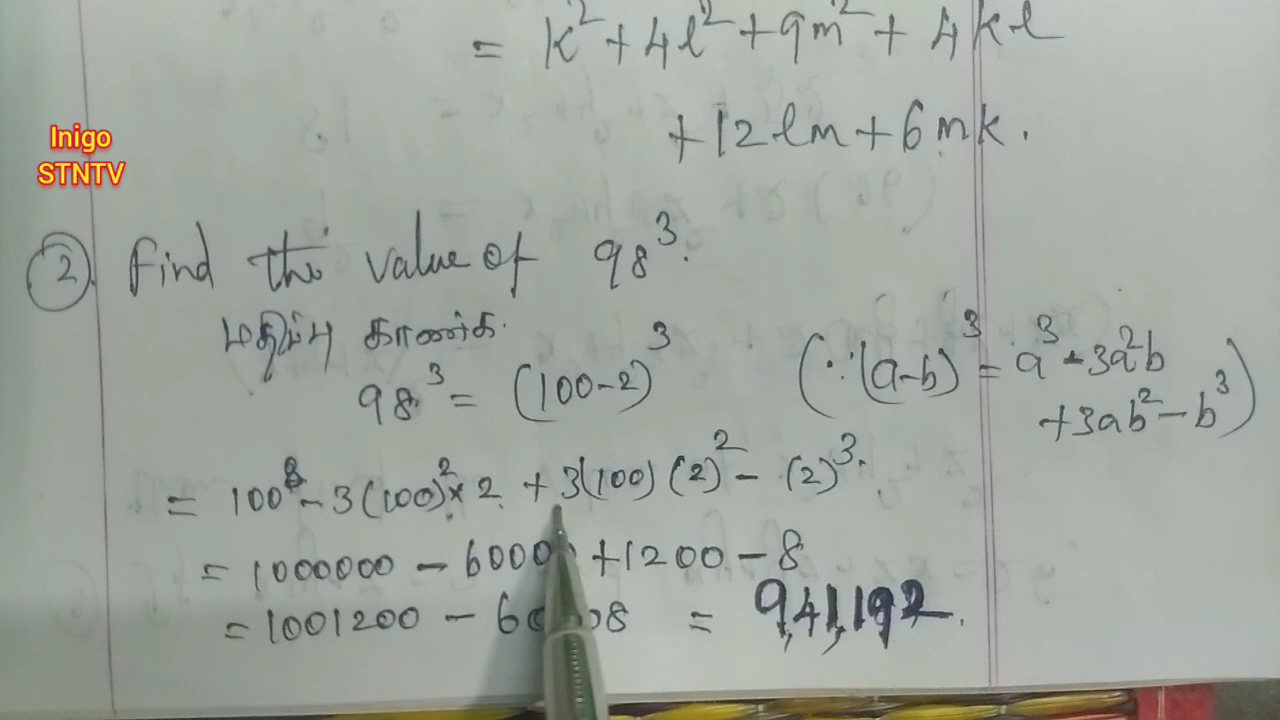 = k² + 4l² + 9m² + 4kl
+ 12lm + 6mk.
Inigo
STNTV
2. Find the value of 98³.
மதிப்பு காண்க.
98³ = (100-2)³ (∵ (a-b)³ = a³ - 3a²b
+3ab² - b³)
= 100³ - 3(100)² × 2 + 3(100)(2)² - (2)³.
= 1000000 - 6000 + 1200 - 8
= 1001200 - 60 08 = 9,41,192.